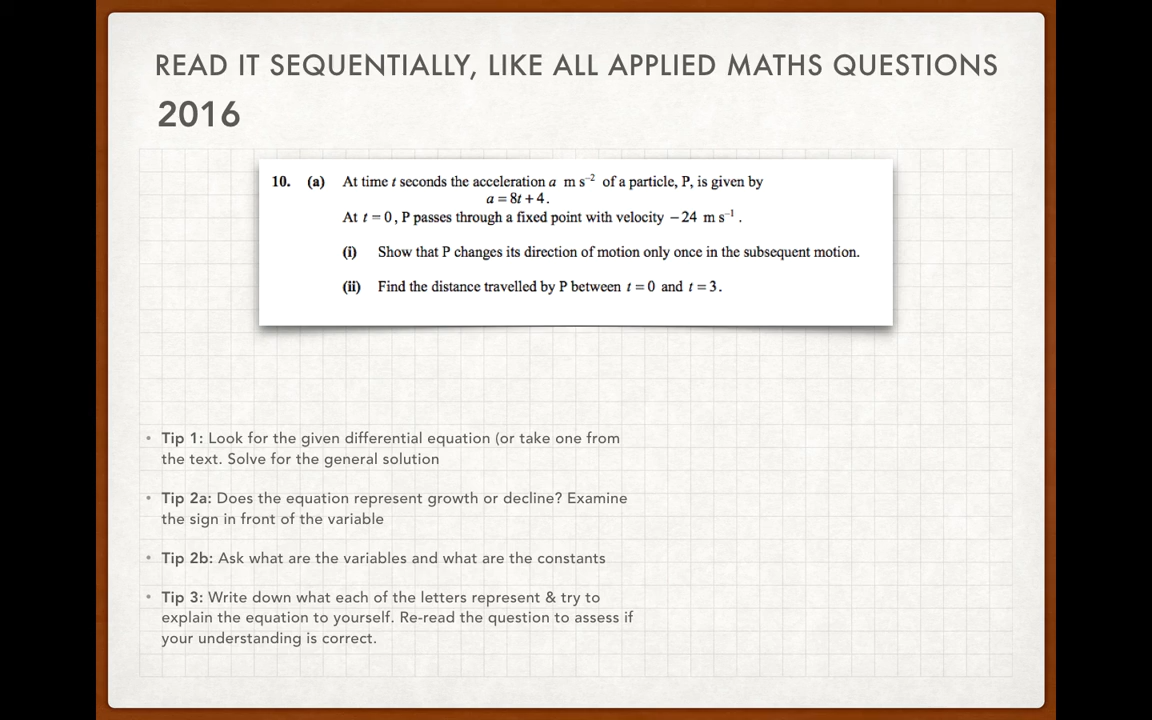 READ IT SEQUENTIALLY, LIKE ALL APPLIED MATHS QUESTIONS
2016
10. (a) At time t seconds the acceleration a m s⁻² of a particle, P, is given by
a = 8t + 4.
At t = 0, P passes through a fixed point with velocity −24 m s⁻¹.
(i) Show that P changes its direction of motion only once in the subsequent motion.
(ii) Find the distance travelled by P between t = 0 and t = 3.
• Tip 1: Look for the given differential equation (or take one from
the text. Solve for the general solution
• Tip 2a: Does the equation represent growth or decline? Examine
the sign in front of the variable
• Tip 2b: Ask what are the variables and what are the constants
• Tip 3: Write down what each of the letters represent & try to
explain the equation to yourself. Re-read the question to assess if
your understanding is correct.